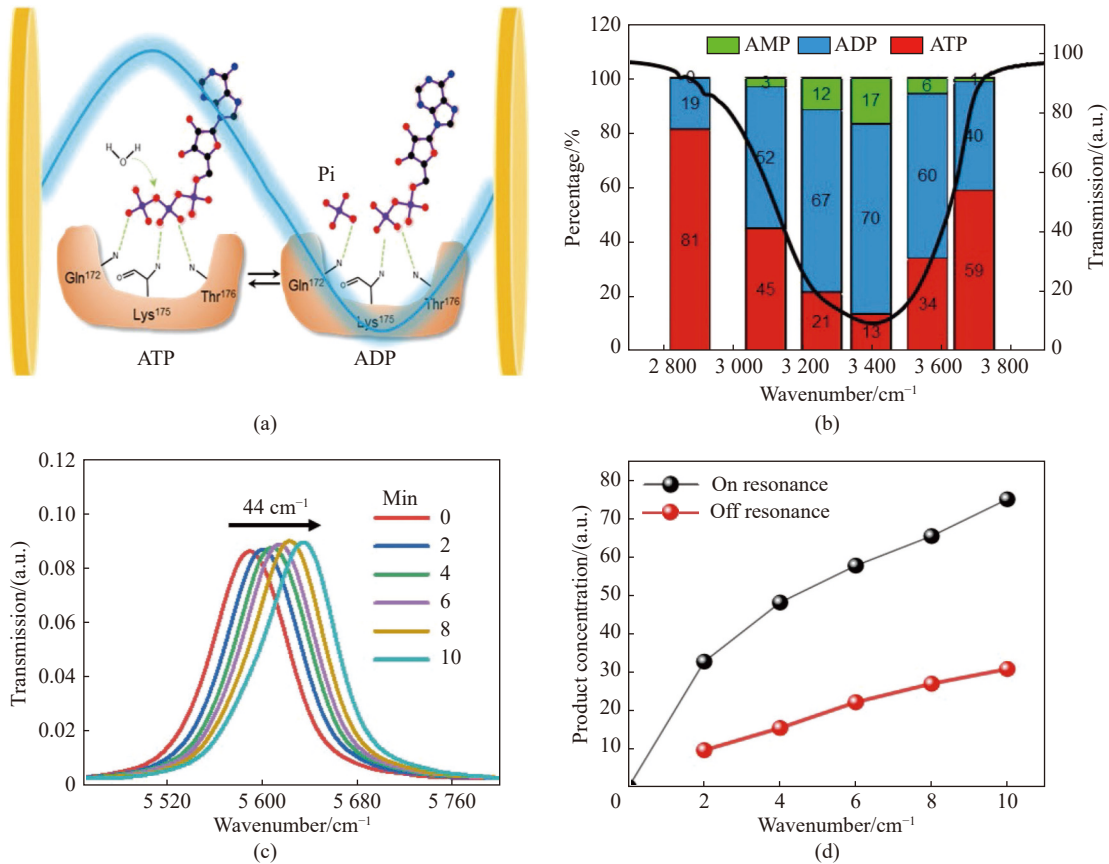 H
H
O
Pi
N
O
N
N
N
O
N
N
Gln172
Lys175
Thr176
Gln172
Lys175
Thr176
ATP
ADP
(a)
120%
100%
80%
60%
40%
20%
0
Percentage/%
AMP
ADP
ATP
0
19
81
3
52
45
12
67
21
17
70
13
6
60
34
1
40
59
100
80
60
40
20
0
Transmission/(a.u.)
2 800
3 000
3 200
3 400
3 600
3 800
Wavenumber/cm−1
(b)
0.12
0.10
0.08
0.06
0.04
0.02
0
Transmission/(a.u.)
44 cm−1
Min
0
2
4
6
8
10
5 520
5 600
5 680
5 760
Wavenumber/cm−1
(c)
80
70
60
50
40
30
20
10
0
Product concentration/(a.u.)
On resonance
Off resonance
2
4
6
8
10
Wavenumber/cm−1
(d)